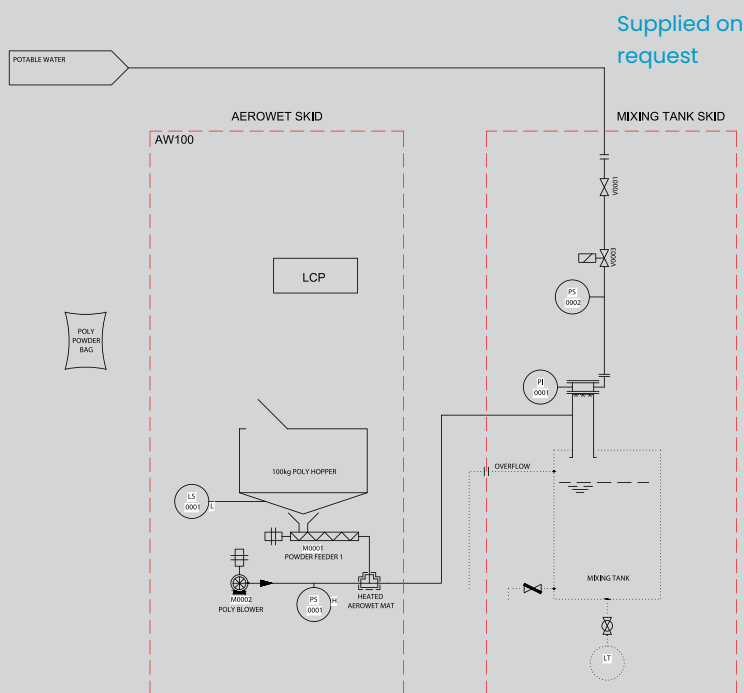 Supplied on
request
POTABLE WATER
AEROWET SKID
MIXING TANK SKID
AW100
V0001
V0003
LCP
PS
0002
POLY
POWDER
BAG
PI
0001
100kg POLY HOPPER
OVERFLOW
LS
0001
L
M0001
POWDER FEEDER 1
MIXING TANK
M0002
POLY BLOWER
PS
0001
H
HEATED
AEROWET MAT
LT